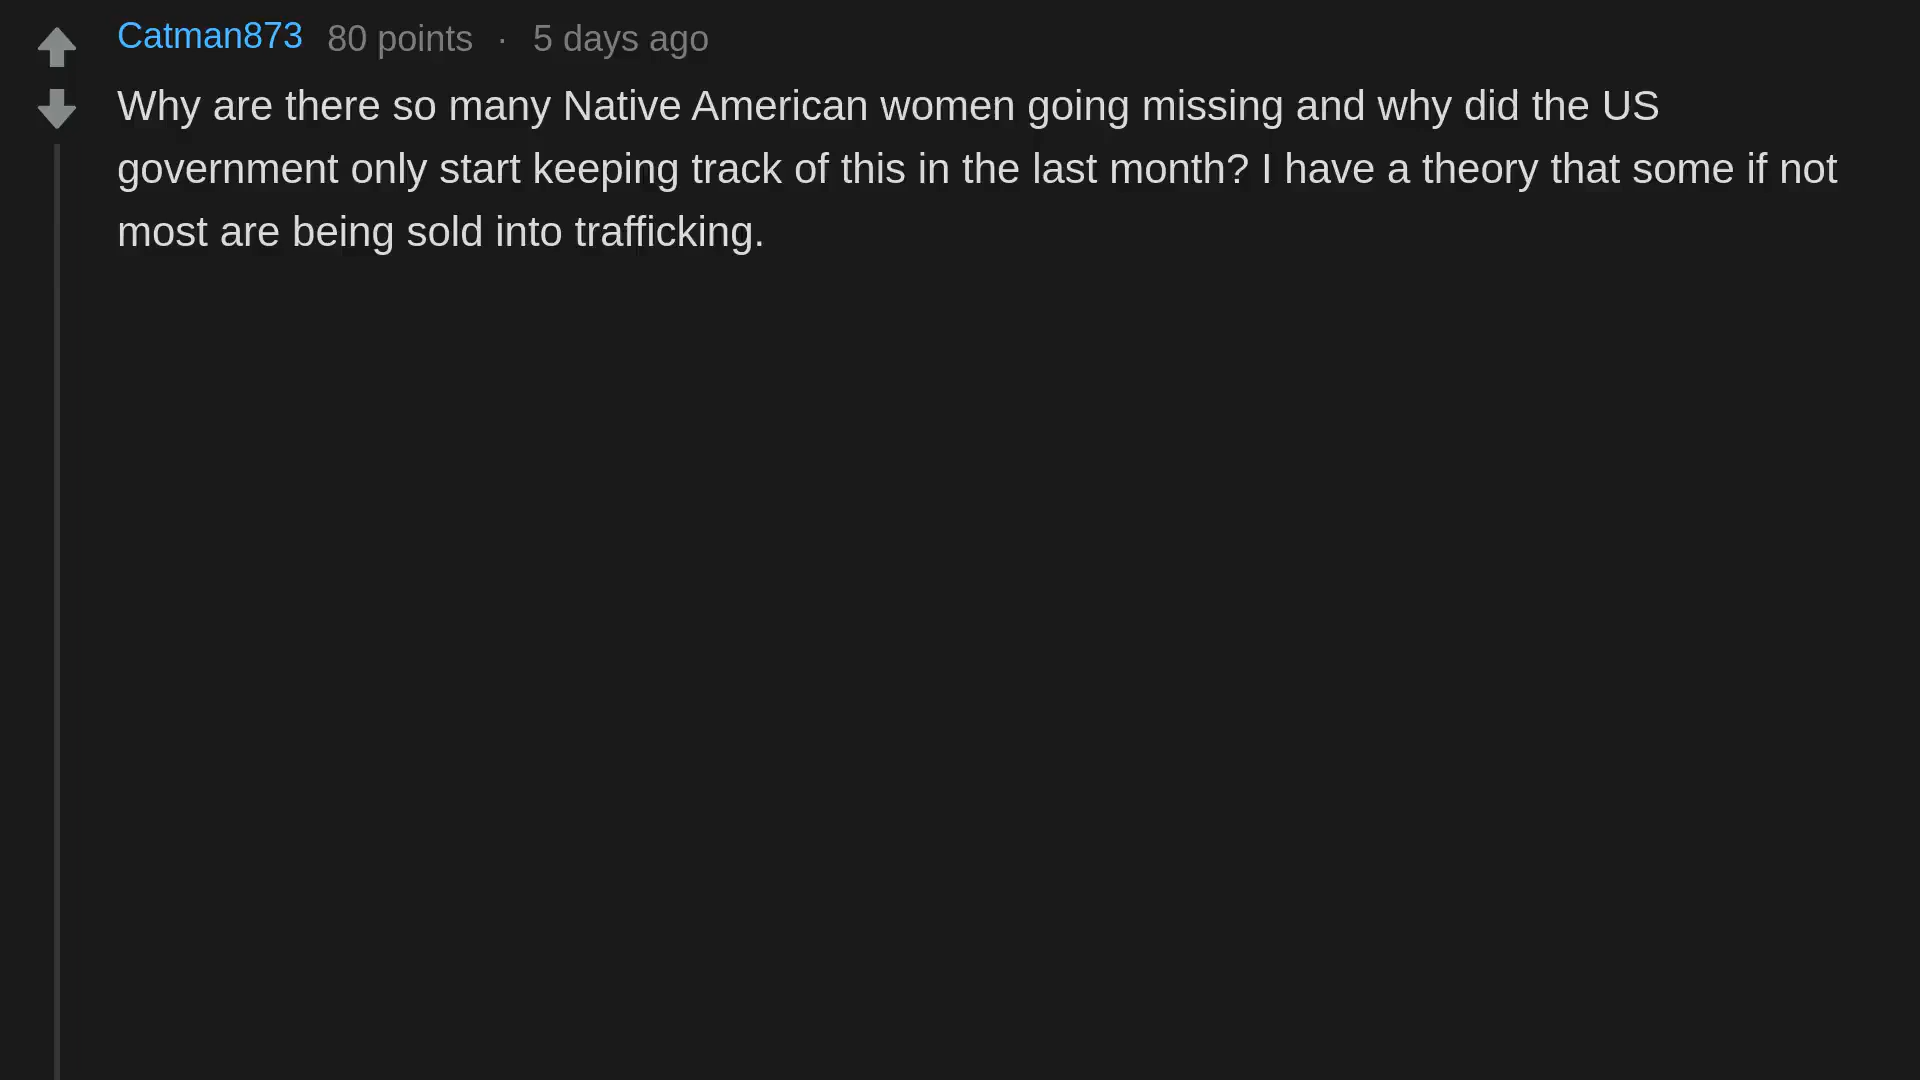 Catman873 80 points · 5 days ago
Why are there so many Native American women going missing and why did the US
government only start keeping track of this in the last month? I have a theory that some if not
most are being sold into trafficking.